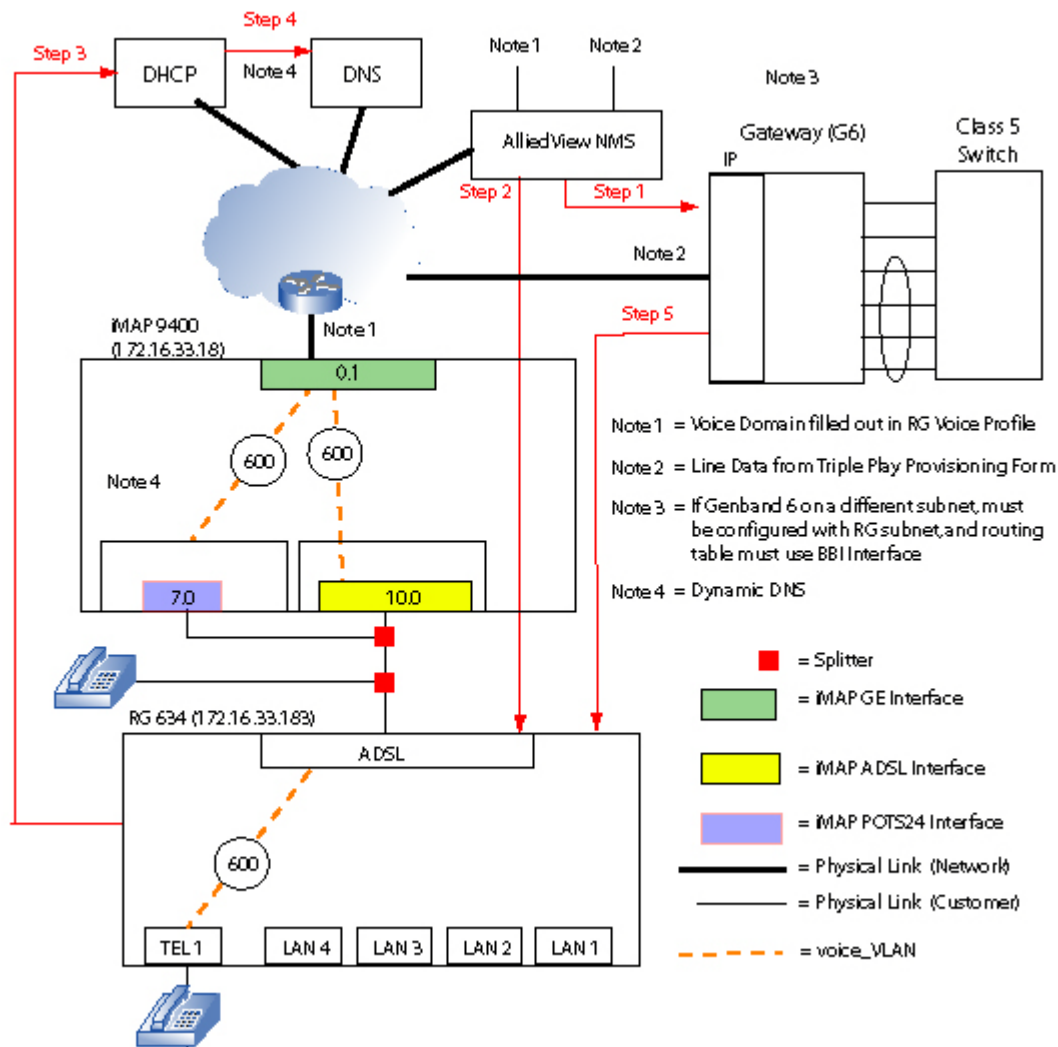 Step 4
Step 3
Note 1
Note 2
DHCP
Note 4
DNS
Note 3
AlliedView NMS
Gateway (G6)
Class 5
Switch
IP
Step 2
Step 1
Note 2
Step 5
Note 1
iMAP 9400
(172.16.33.18)
0.1
600
600
Note 4
7.0
10.0
Note 1 = Voice Domain filled out in RG Voice Profile
Note 2 = Line Data from Triple Play Provisioning Form
Note 3 = If Genband 6 on a different subnet, must
be configured with RG subnet, and routing
table must use BBI Interface
Note 4 = Dynamic DNS
= Splitter
= iMAP GE Interface
= iMAP ADSL Interface
= iMAP POTS24 Interface
= Physical Link (Network)
= Physical Link (Customer)
= voice_VLAN
RG 634 (172.16.33.183)
ADSL
600
TEL 1
LAN 4
LAN 3
LAN 2
LAN 1